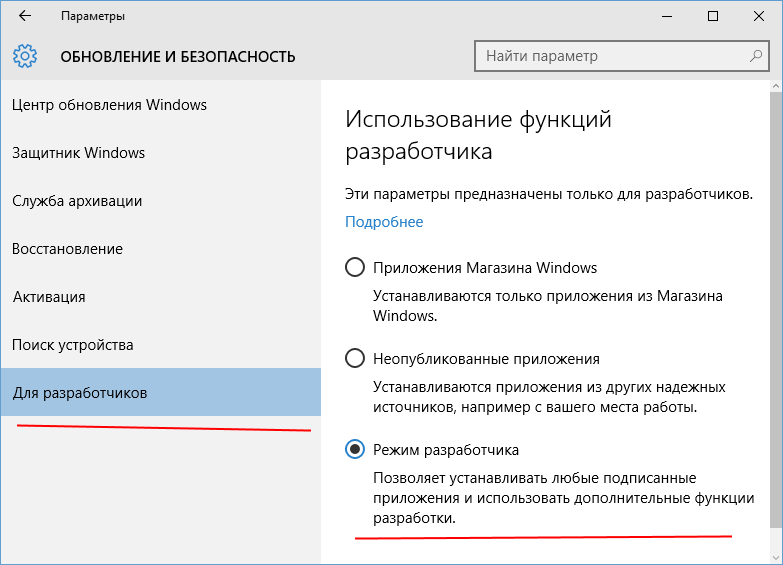 Параметры
ОБНОВЛЕНИЕ И БЕЗОПАСНОСТЬ
Найти параметр
Центр обновления Windows
Защитник Windows
Служба архивации
Восстановление
Активация
Поиск устройства
Для разработчиков
Использование функций
разработчика
Эти параметры предназначены только для разработчиков.
Подробнее
Приложения Магазина Windows
Устанавливаются только приложения из Магазина
Windows.
Неопубликованные приложения
Устанавливаются приложения из других надежных
источников, например с вашего места работы.
Режим разработчика
Позволяет устанавливать любые подписанные
приложения и использовать дополнительные функции
разработки.